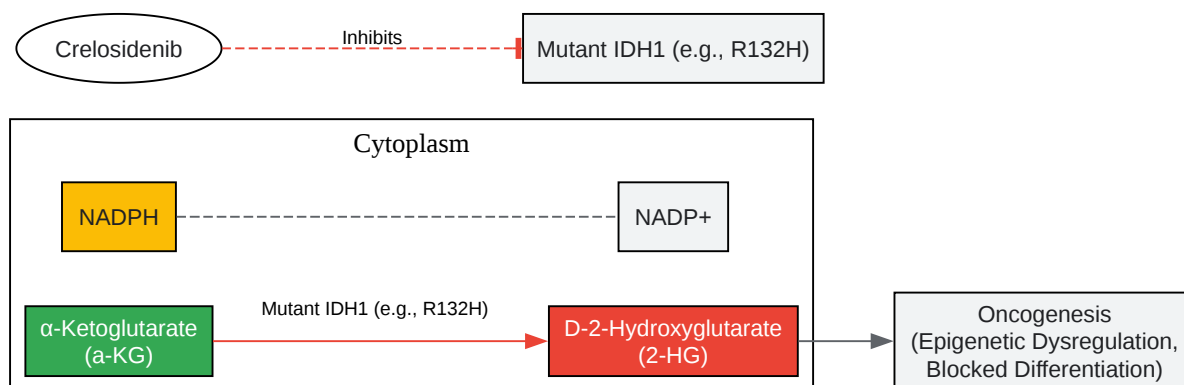 Crelosidenib
Inhibits
Mutant IDH1 (e.g., R132H)
Cytoplasm
NADPH
NADP+
α-Ketoglutarate
(a-KG)
Mutant IDH1 (e.g., R132H)
D-2-Hydroxyglutarate
(2-HG)
Oncogenesis
(Epigenetic Dysregulation,
Blocked Differentiation)